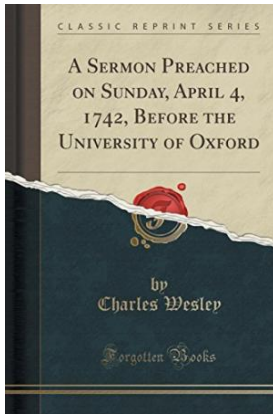 CLASSIC REPRINT SERIES
A SERMON PREACHED
ON SUNDAY, APRIL 4,
1742, BEFORE THE
UNIVERSITY OF OXFORD
by
Charles Wesley
Forgotten Books